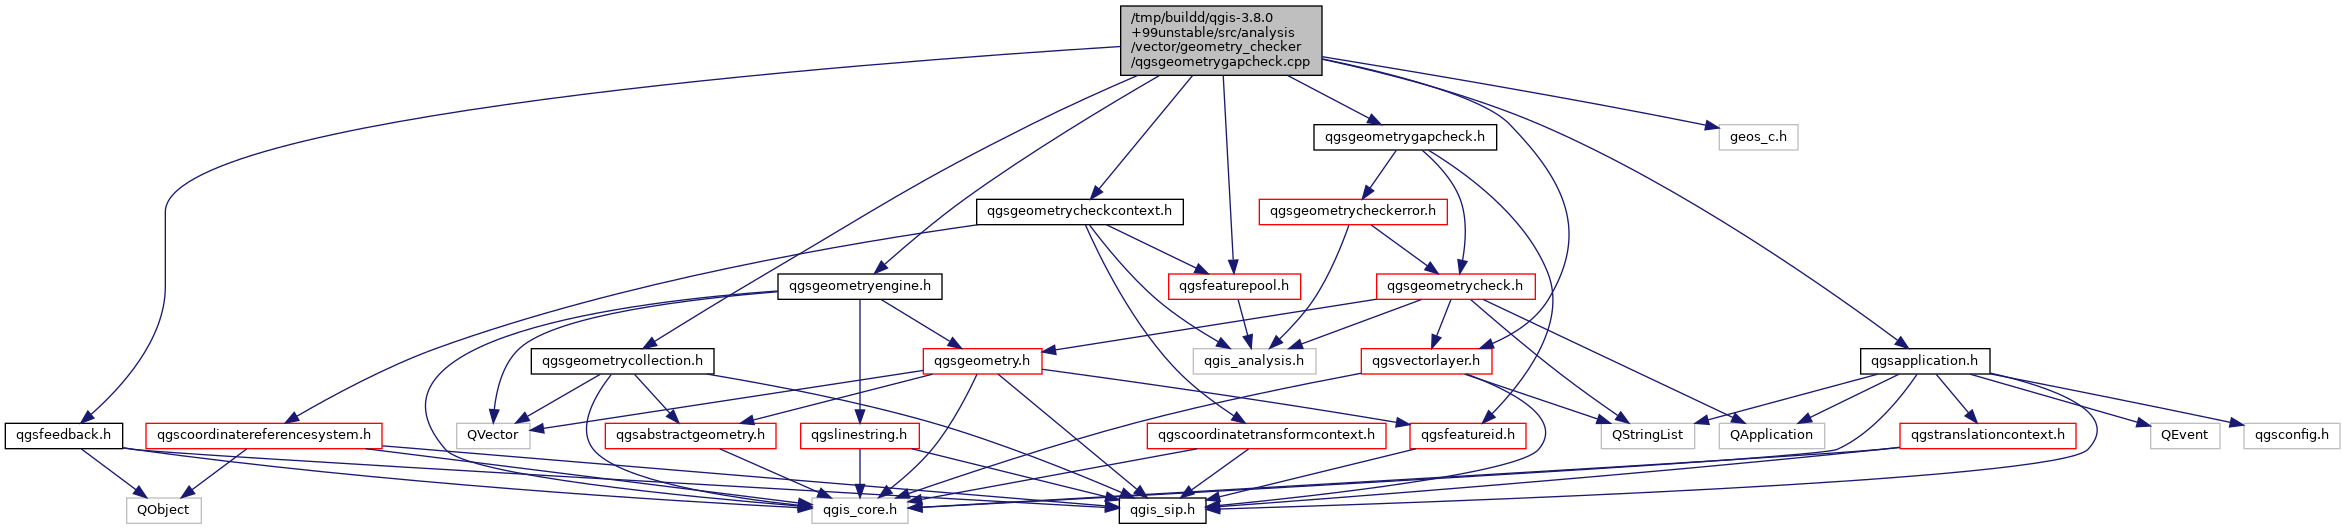 /tmp/buildd/qgis-3.8.0
+99unstable/src/analysis
/vector/geometry_checker
/qgsgeometrygapcheck.cpp
qgsgeometrygapcheck.h
geos_c.h
qgsgeometrycheckcontext.h
qgsgeometrycheckerror.h
qgsgeometryengine.h
qgsfeaturepool.h
qgsgeometrycheck.h
qgsgeometrycollection.h
qgsgeometry.h
qgis_analysis.h
qgsvectorlayer.h
qgsapplication.h
qgsfeedback.h
qgscoordinatereferencesystem.h
QVector
qgsabstractgeometry.h
qgslinestring.h
qgscoordinatetransformcontext.h
qgsfeatureid.h
QStringList
QApplication
qgstranslationcontext.h
QEvent
qgsconfig.h
QObject
qgis_core.h
qgis_sip.h